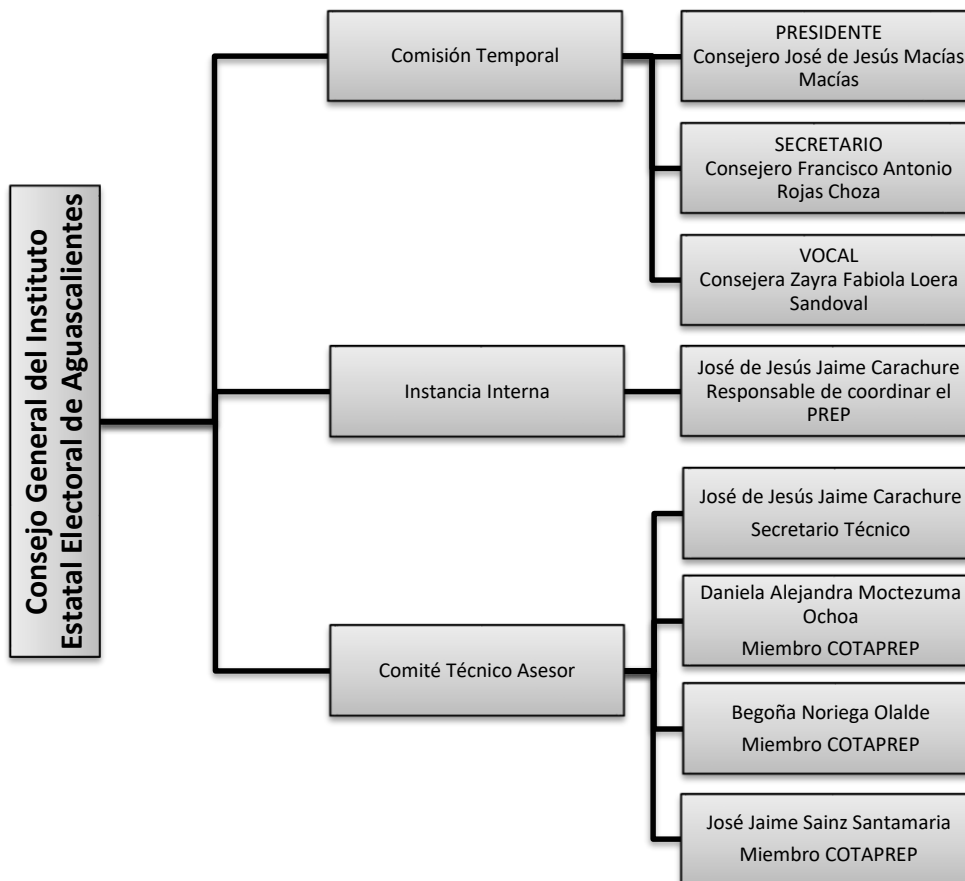 Consejo General del Instituto
Estatal Electoral de Aguascalientes
Comisión Temporal
PRESIDENTE
Consejero José de Jesús Macías
Macías
SECRETARIO
Consejero Francisco Antonio
Rojas Choza
VOCAL
Consejera Zayra Fabiola Loera
Sandoval
Instancia Interna
José de Jesús Jaime Carachure
Responsable de coordinar el
PREP
Comité Técnico Asesor
José de Jesús Jaime Carachure
Secretario Técnico
Daniela Alejandra Moctezuma
Ochoa
Miembro COTAPREP
Begoña Noriega Olalde
Miembro COTAPREP
José Jaime Sainz Santamaria
Miembro COTAPREP